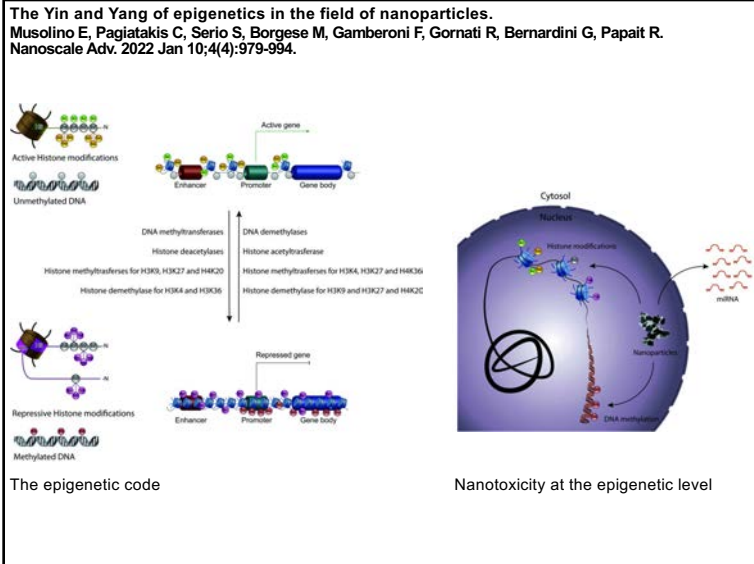 The Yin and Yang of epigenetics in the field of nanoparticles.
Musolino E, Pagiatakis C, Serio S, Borgese M, Gamberoni F, Gornati R, Bernardini G, Papait R.
Nanoscale Adv. 2022 Jan 10;4(4):979-994.
-N
Active Histone modifications
Unmethylated DNA
Active gene
Enhancer
Promoter
Gene body
DNA methyltransferases
DNA demethylases
Histone deacetylases
Histone acetyltrasferase
Histone methyltrasferses for H3K9, H3K27 and H4K20
Histone methyltrasferses for H3K4, H3K27 and H4K36
Histone demethylase for H3K4 and H3K36
Histone demethylase for H3K9 and H3K27 and H4K20
-N
-N
Repressive Histone modifications
Methylated DNA
Repressed gene
Enhancer
Promoter
Gene body
Cytosol
Nucleus
Histone modifications
miRNA
Nanoparticles
DNA methylation
The epigenetic code
Nanotoxicity at the epigenetic level